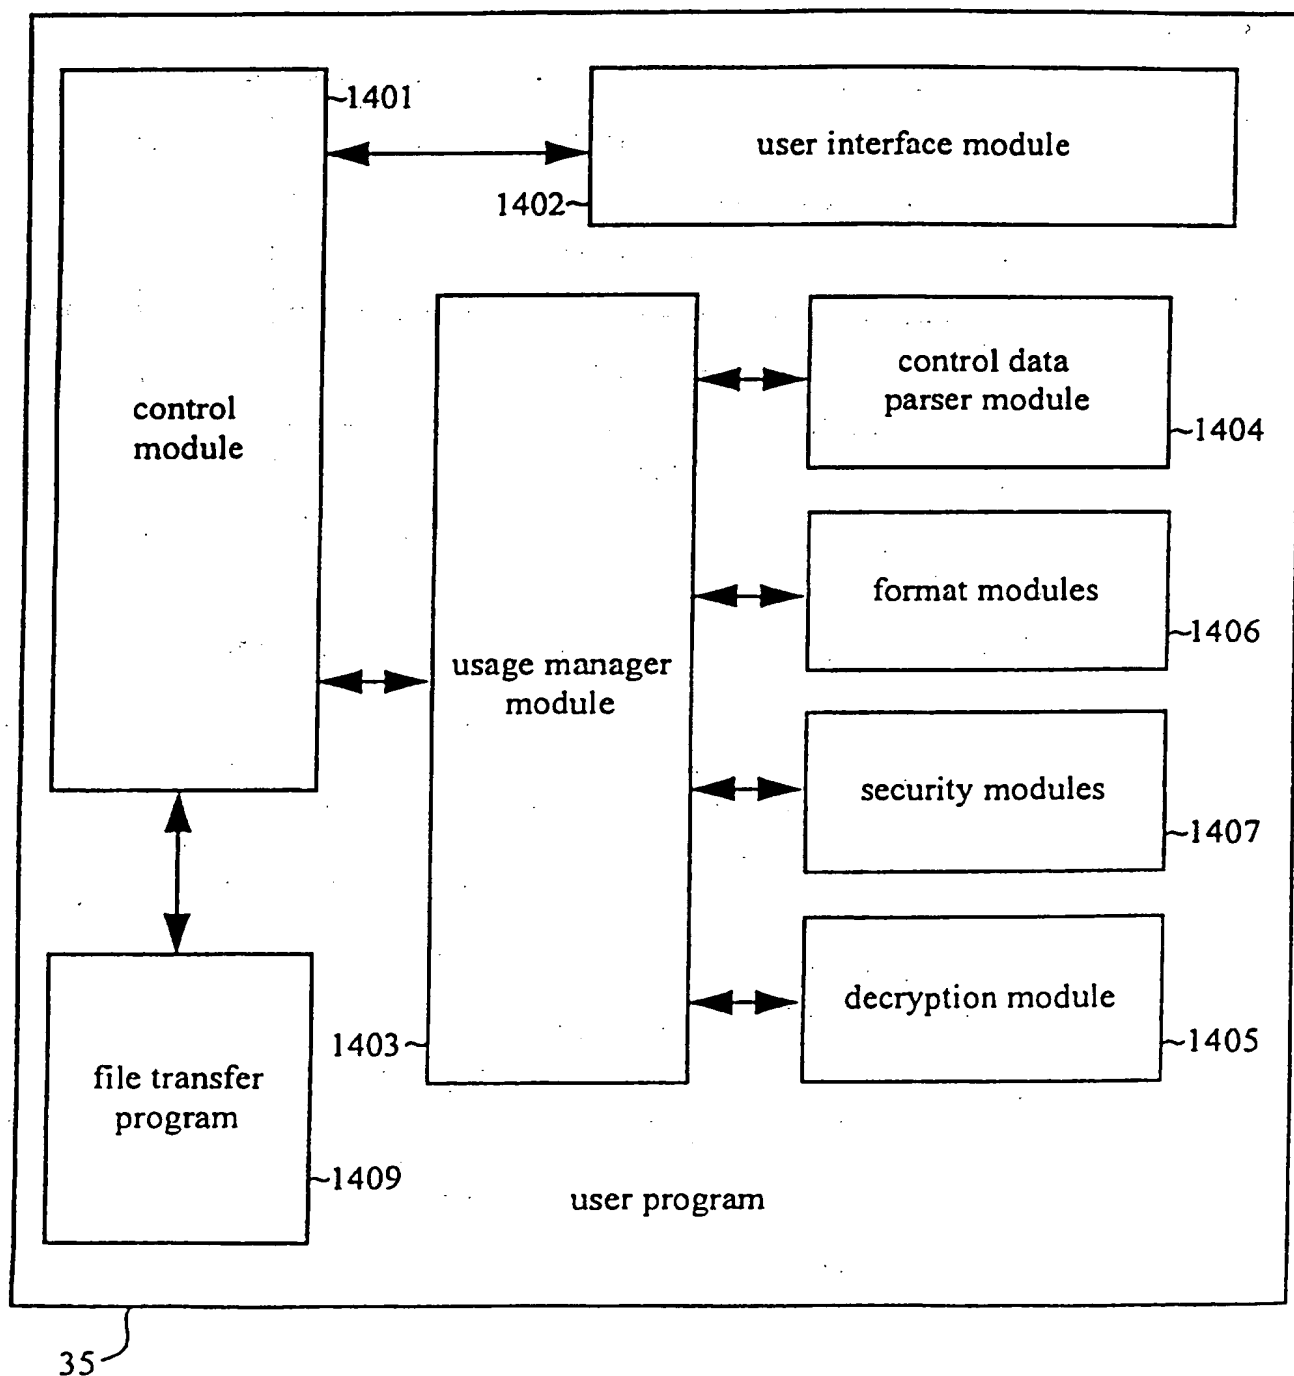 1401
user interface module
1402
control
module
control data
parser module
1404
format modules
1406
usage manager
module
security modules
1407
decryption module
1405
1403
file transfer
program
1409
user program
35